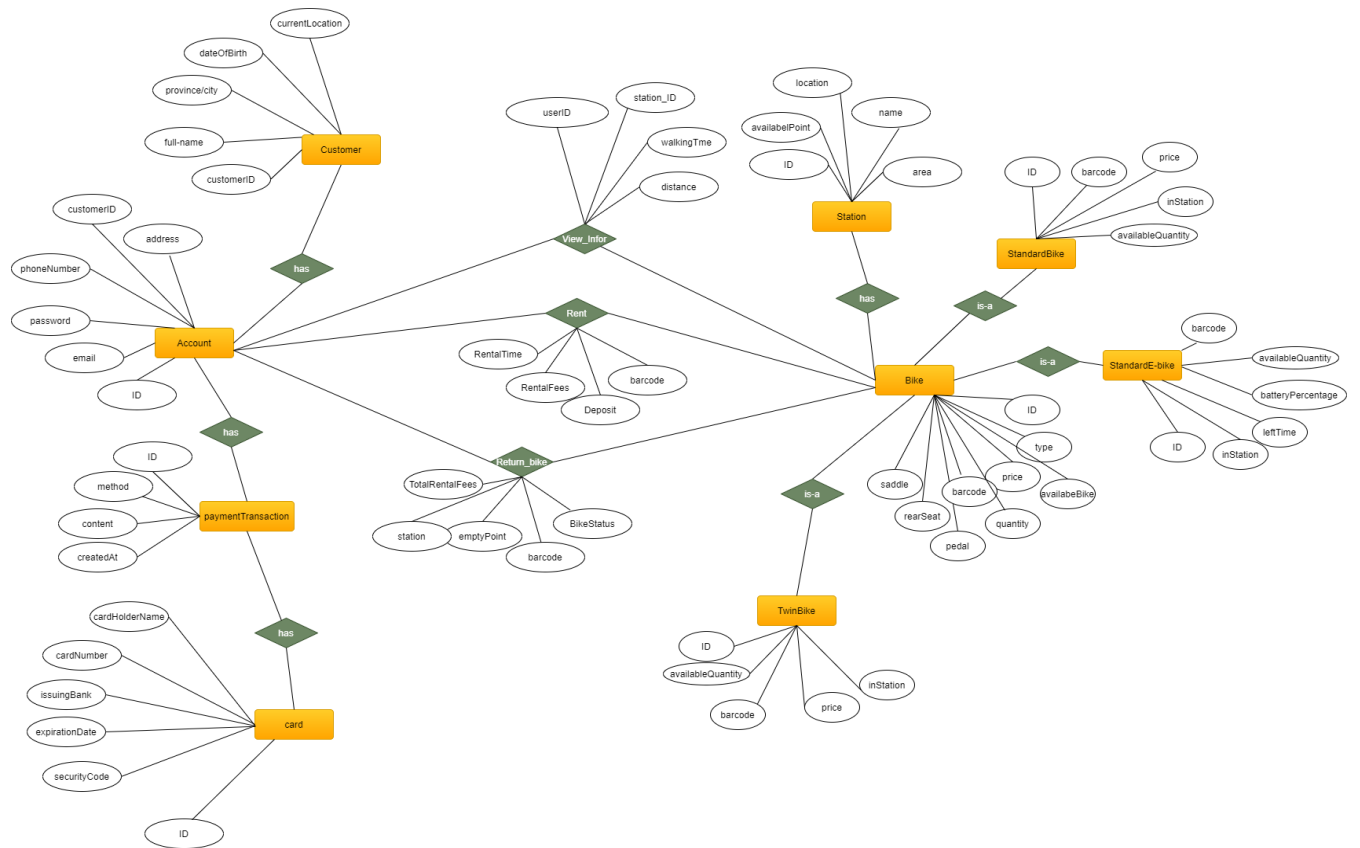 currentLocation
dateOfBirth
province/city
full-name
customerID
Customer
has
customerID
address
phoneNumber
password
email
ID
Account
userID
station_ID
walkingTme
distance
View_Infor
Rent
RentalTime
RentalFees
Deposit
barcode
Return_bike
TotalRentalFees
station
emptyPoint
barcode
BikeStatus
has
ID
method
content
createdAt
paymentTransaction
has
cardHolderName
cardNumber
issuingBank
expirationDate
securityCode
ID
card
location
name
availabelPoint
ID
area
Station
has
Bike
ID
type
price
availabeBike
barcode
quantity
pedal
rearSeat
saddle
is-a
ID
barcode
price
inStation
availableQuantity
StandardBike
is-a
barcode
availableQuantity
batteryPercentage
leftTime
inStation
ID
StandardE-bike
is-a
TwinBike
ID
availableQuantity
barcode
price
inStation